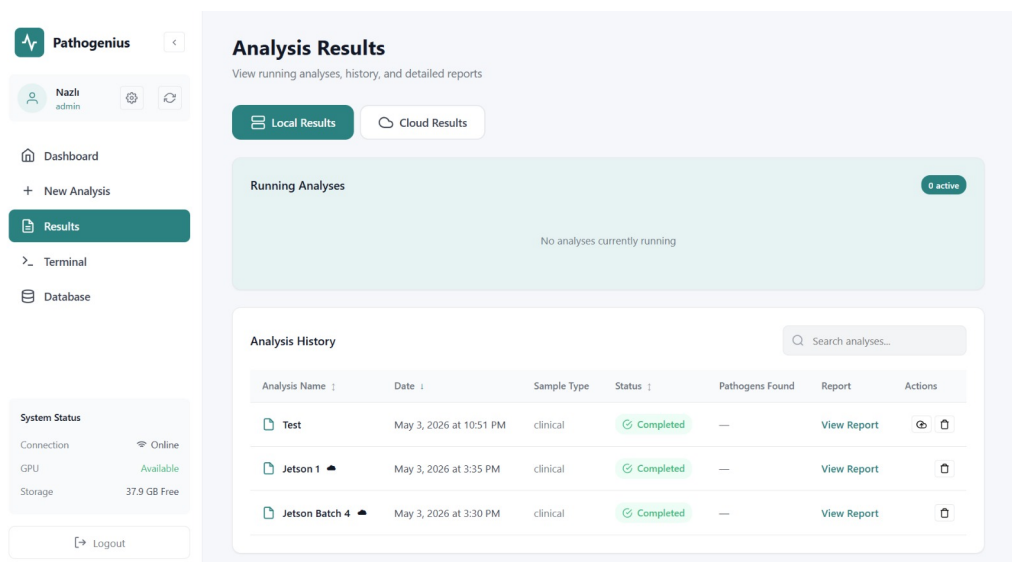 Pathogenius
Nazlı
admin
Dashboard
New Analysis
Results
Terminal
Database
System Status
Connection Online
GPU Available
Storage 37.9 GB Free
Logout
Analysis Results
View running analyses, history, and detailed reports
Local Results Cloud Results
Running Analyses 0 active
No analyses currently running
Analysis History Search analyses...
Analysis Name ↕ Date ↓ Sample Type Status ↕ Pathogens Found Report Actions
Test May 3, 2026 at 10:51 PM clinical Completed — View Report
Jetson 1 May 3, 2026 at 3:35 PM clinical Completed — View Report
Jetson Batch 4 May 3, 2026 at 3:30 PM clinical Completed — View Report